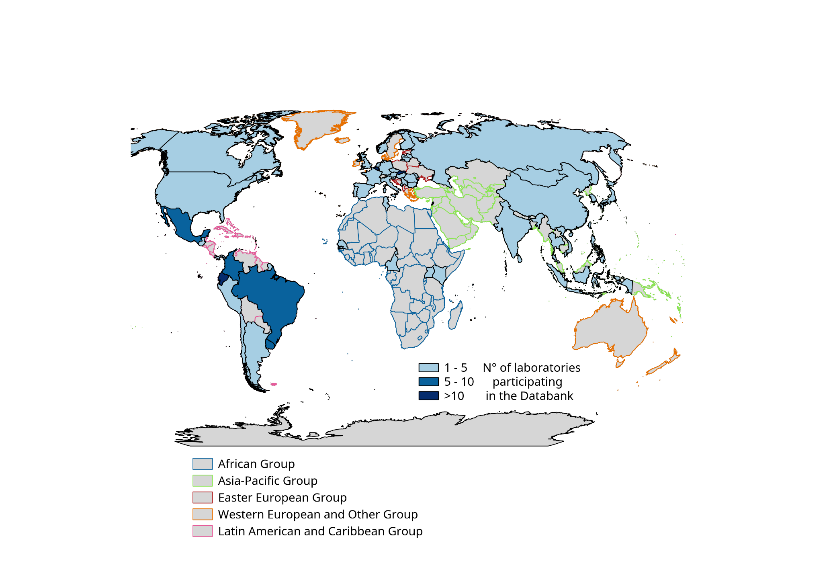 1 - 5 N° of laboratories
5 - 10 participating
>10 in the Databank
African Group
Asia-Pacific Group
Easter European Group
Western European and Other Group
Latin American and Caribbean Group